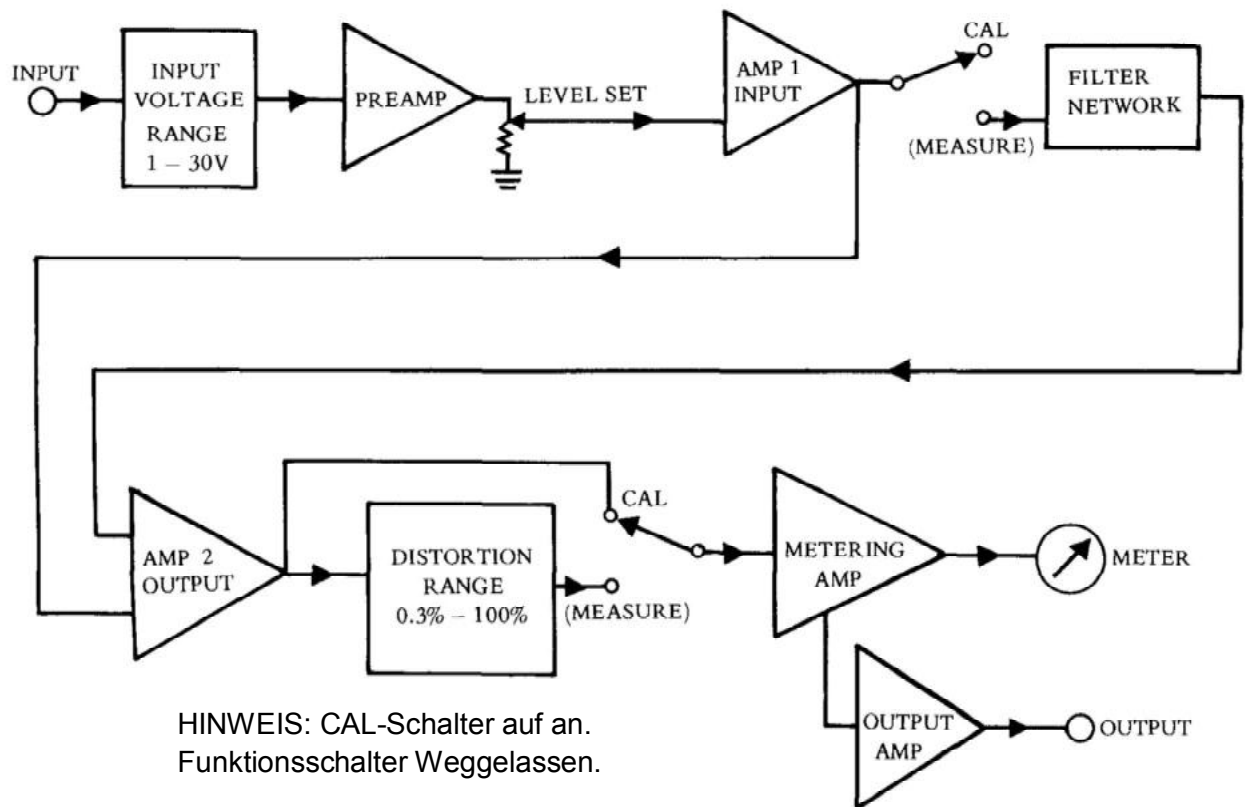 INPUT
INPUT
VOLTAGE
RANGE
1 – 30V
PREAMP
LEVEL SET
AMP 1
INPUT
CAL
(MEASURE)
FILTER
NETWORK
AMP 2
OUTPUT
DISTORTION
RANGE
0.3% – 100%
CAL
(MEASURE)
METERING
AMP
METER
OUTPUT
AMP
OUTPUT
HINWEIS: CAL-Schalter auf an.
Funktionsschalter Weggelassen.